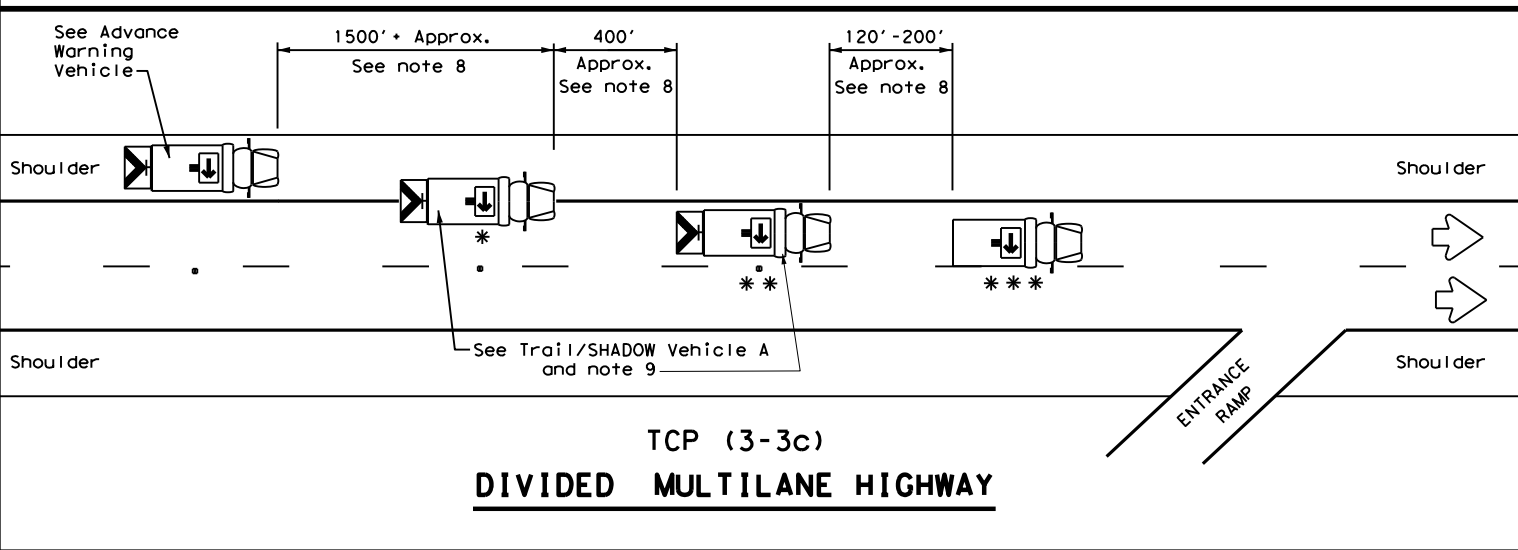 See Advance
Warning
Vehicle
1500'+ Approx.
See note 8
400'
Approx.
See note 8
120'-200'
Approx.
See note 8
Shoulder
Shoulder
*
* *
* * *
See Trail/SHADOW Vehicle A
and note 9
Shoulder
Shoulder
ENTRANCE
RAMP
TCP (3-3c)
DIVIDED MULTILANE HIGHWAY